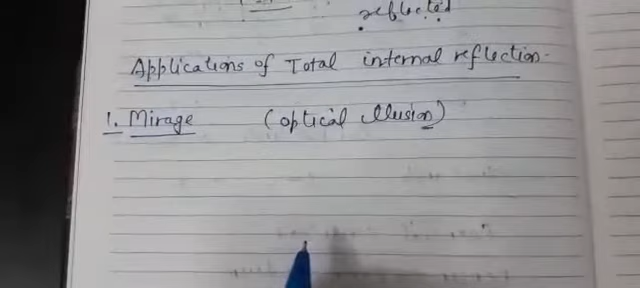 reflected
Applications of Total internal reflection.
1. Mirage (optical illusion)